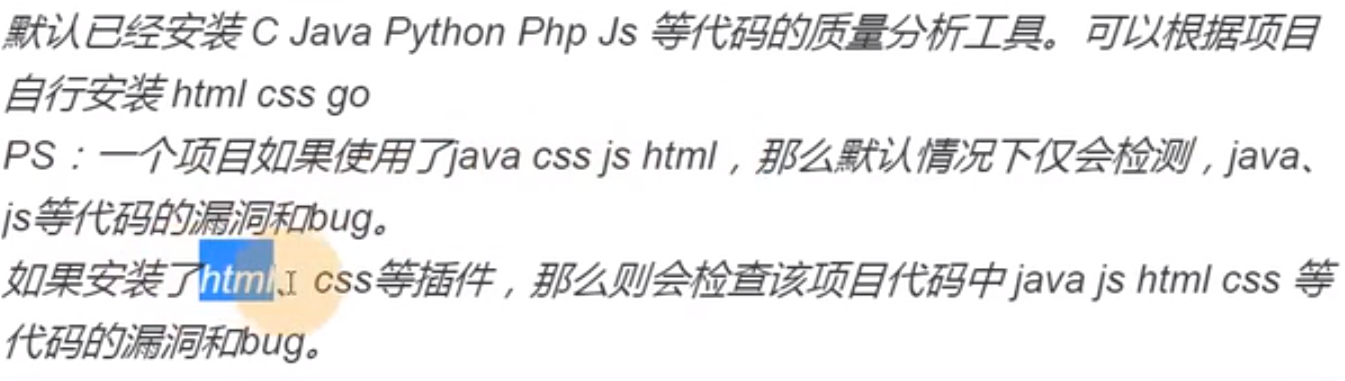 默认已经安装 C Java Python Php Js 等代码的质量分析工具。可以根据项目
自行安装 html css go
PS：一个项目如果使用了java css js html，那么默认情况下仅会检测，java、
js等代码的漏洞和bug。
如果安装了html、css等插件，那么则会检查该项目代码中 java js html css 等
代码的漏洞和bug。